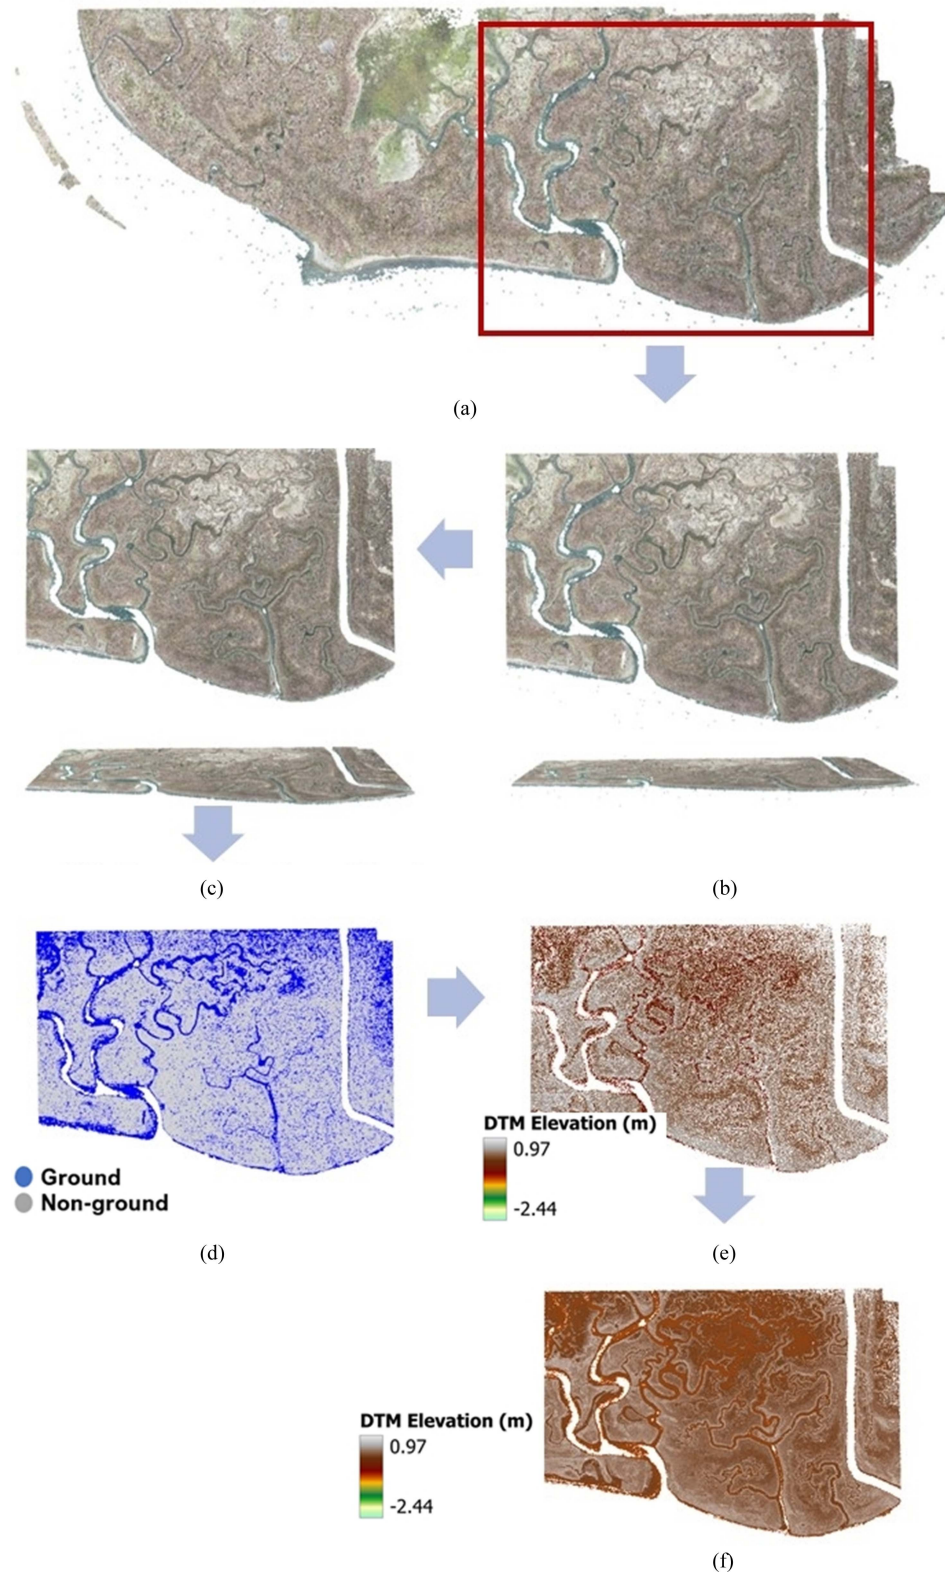 (a)
(c)
(b)
Ground
Non-ground
DTM Elevation (m)
0.97
-2.44
(d)
(e)
DTM Elevation (m)
0.97
-2.44
(f)